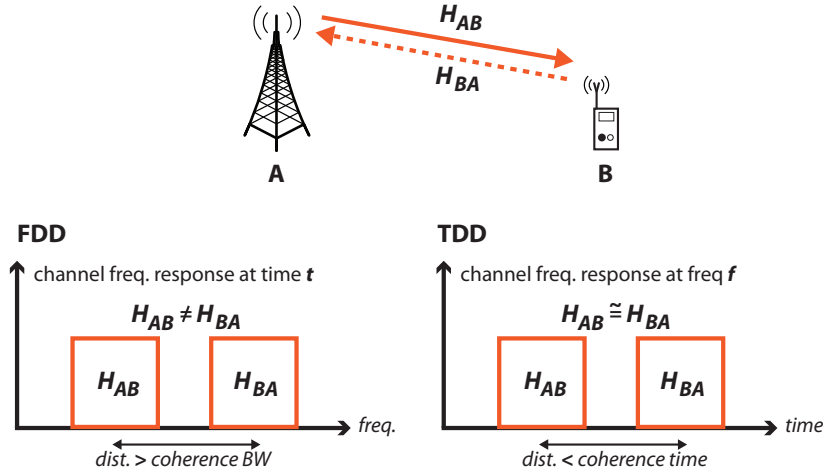 H_AB
H_BA
A
B
FDD
channel freq. response at time t
H_AB ≠ H_BA
H_AB
H_BA
freq.
dist. > coherence BW
TDD
channel freq. response at freq f
H_AB ≅ H_BA
H_AB
H_BA
time
dist. < coherence time